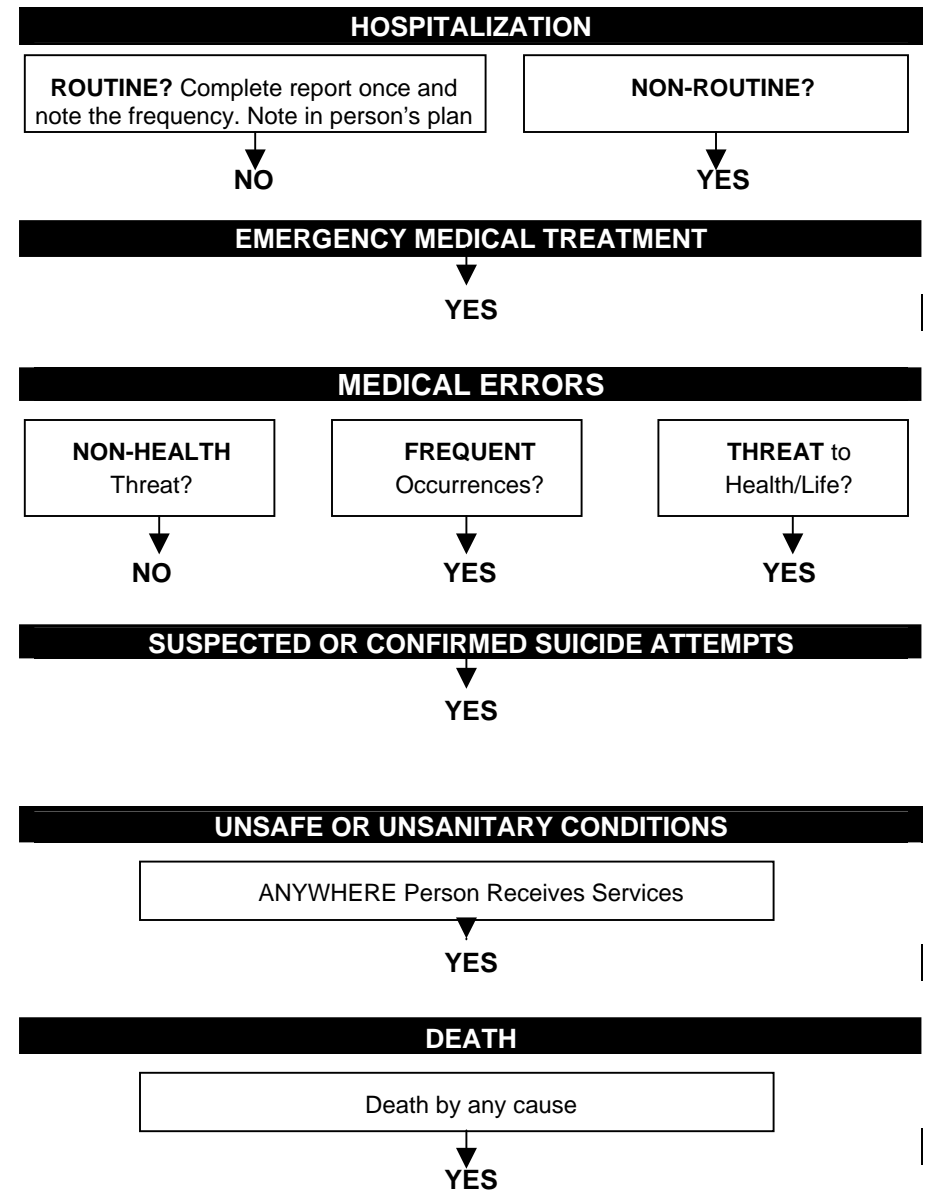 HOSPITALIZATION
ROUTINE? Complete report once and
note the frequency. Note in person's plan
NON-ROUTINE?
NO
YES
EMERGENCY MEDICAL TREATMENT
YES
MEDICAL ERRORS
NON-HEALTH
Threat?
FREQUENT
Occurrences?
THREAT to
Health/Life?
NO
YES
YES
SUSPECTED OR CONFIRMED SUICIDE ATTEMPTS
YES
UNSAFE OR UNSANITARY CONDITIONS
ANYWHERE Person Receives Services
YES
DEATH
Death by any cause
YES